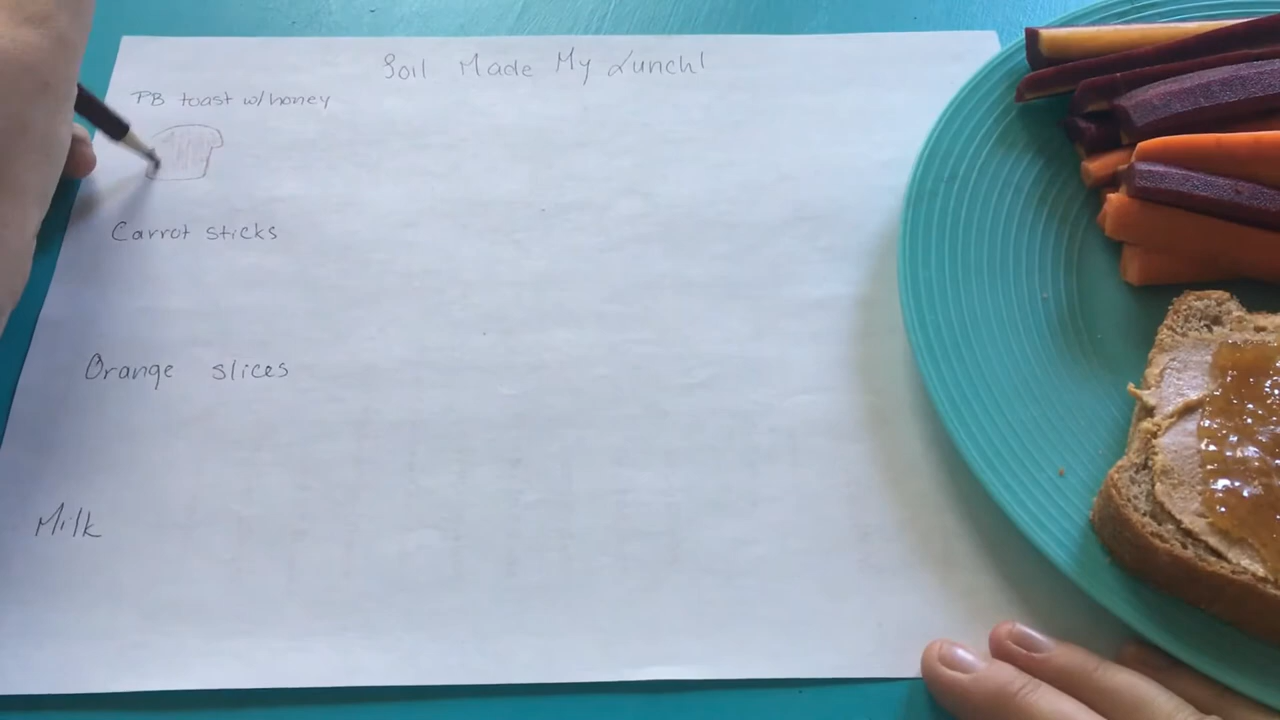 Soil Made My Lunch!
PB toast w/honey
Carrot sticks
Orange slices
Milk